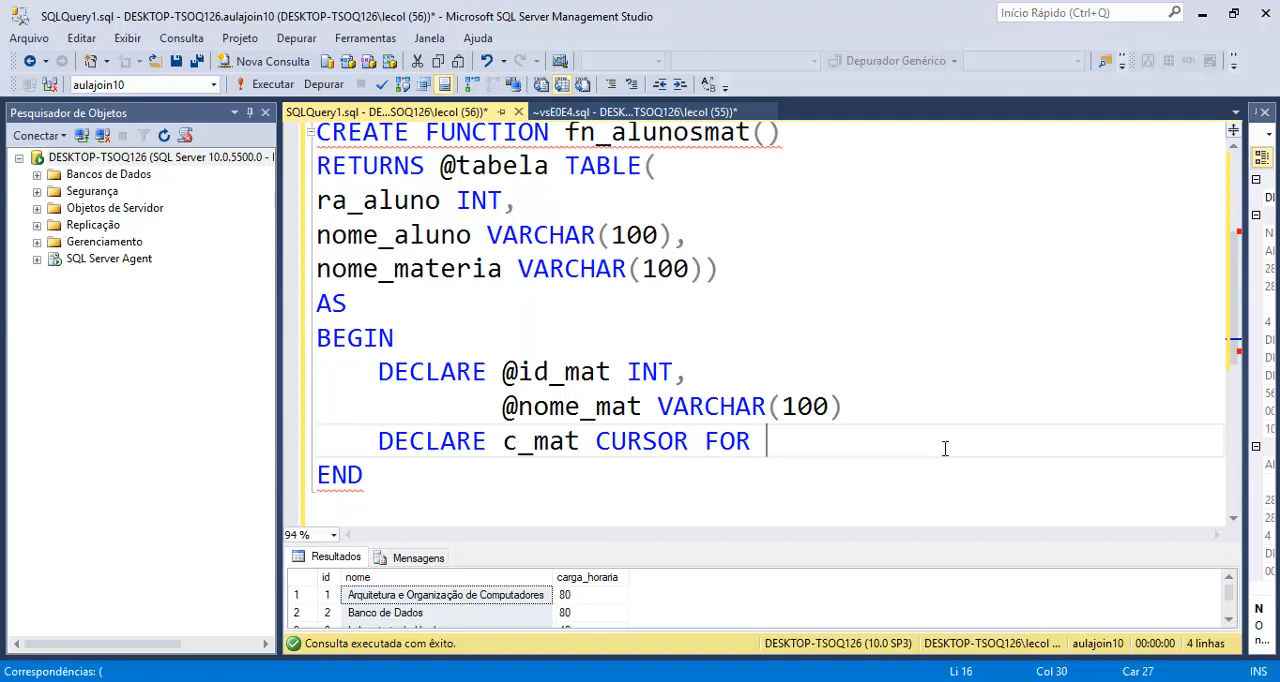 SQLQuery1.sql - DESKTOP-TSOQ126.aulajoin10 (DESKTOP-TSOQ126\lecol (56))* - Microsoft SQL Server Management Studio
Início Rápido (Ctrl+Q)
Arquivo Editar Exibir Consulta Projeto Depurar Ferramentas Janela Ajuda
Nova Consulta
Depurador Genérico
aulajoin10
Executar Depurar
Pesquisador de Objetos
SQLQuery1.sql - DE...SOQ126\lecol (56))*
~vsE0E4.sql - DESK...TSOQ126\lecol (55))*
Conectar
DESKTOP-TSOQ126 (SQL Server 10.0.5500.0 -
Bancos de Dados
Segurança
Objetos de Servidor
Replicação
Gerenciamento
SQL Server Agent
CREATE FUNCTION fn_alunosmat()
RETURNS @tabela TABLE(
ra_aluno INT,
nome_aluno VARCHAR(100),
nome_materia VARCHAR(100))
AS
BEGIN
DECLARE @id_mat INT,
@nome_mat VARCHAR(100)
DECLARE c_mat CURSOR FOR
END
94 %
Resultados Mensagens
id nome carga_horaria
1 1 Arquitetura e Organização de Computadores 80
2 2 Banco de Dados 80
Consulta executada com êxito.
DESKTOP-TSOQ126 (10.0 SP3) DESKTOP-TSOQ126\lecol ... aulajoin10 00:00:00 4 linhas
Correspondências: (
Li 16 Col 30 Car 27 INS